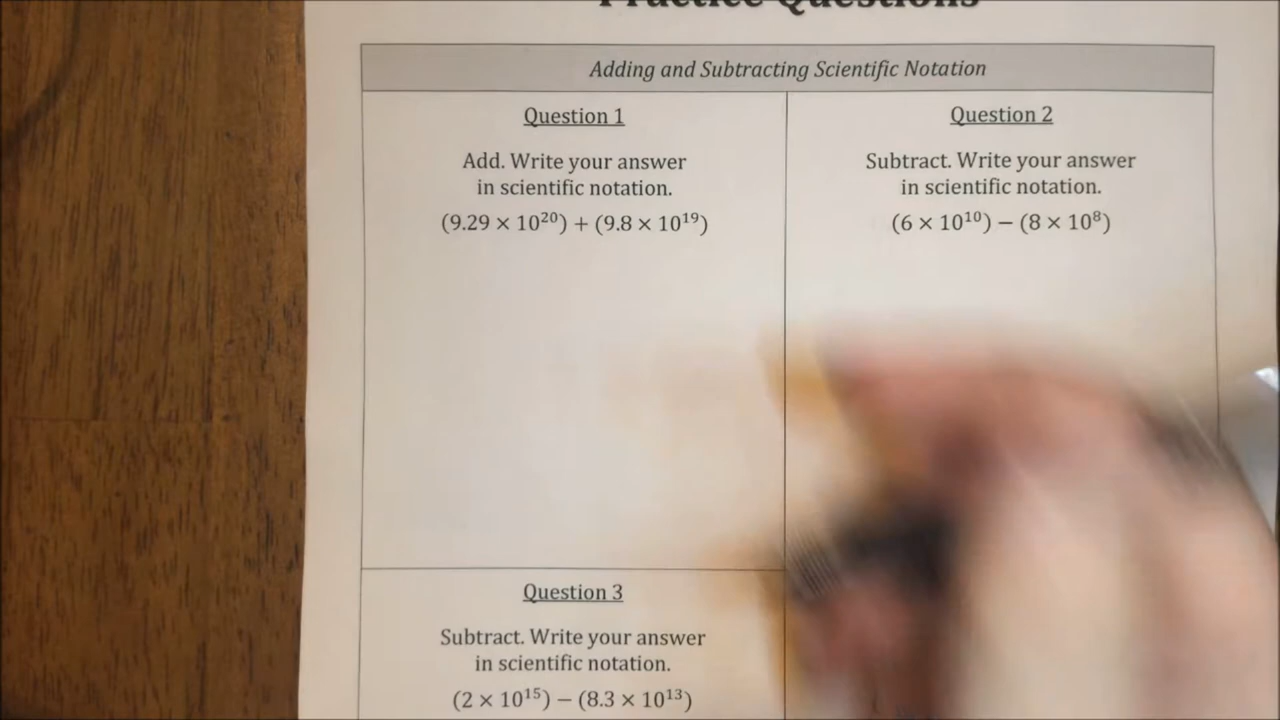 Practice Questions
Adding and Subtracting Scientific Notation
Question 1
Add. Write your answer
in scientific notation.
(9.29 × 10²⁰) + (9.8 × 10¹⁹)
Question 2
Subtract. Write your answer
in scientific notation.
(6 × 10¹⁰) − (8 × 10⁸)
Question 3
Subtract. Write your answer
in scientific notation.
(2 × 10¹⁵) − (8.3 × 10¹³)